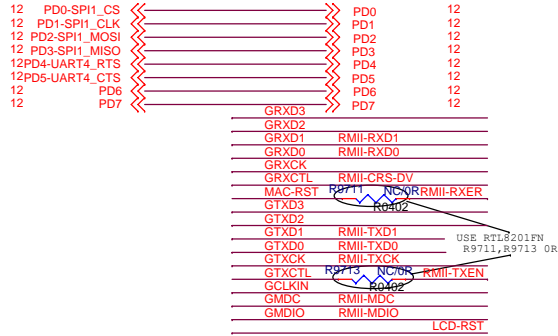 12 PD0-SPI1_CS PD0 12
12 PD1-SPI1_CLK PD1 12
12 PD2-SPI1_MOSI PD2 12
12 PD3-SPI1_MISO PD3 12
12 PD4-UART4_RTS PD4 12
12 PD5-UART4_CTS PD5 12
12 PD6 PD6 12
12 PD7 PD7 12
GRXD3
GRXD2
GRXD1 RMII-RXD1
GRXD0 RMII-RXD0
GRXCK
GRXCTL RMII-CRS-DV
MAC-RST R9711 NC/0R RMII-RXER
R0402
GTXD3
GTXD2
GTXD1 RMII-TXD1
GTXD0 RMII-TXD0
GTXCK RMII-TXCK
GTXCTL R9713 NC/0R RMII-TXEN
R0402
GCLKIN
GMDC RMII-MDC
GMDIO RMII-MDIO
LCD-RST
USE RTL8201FN
R9711,R9713 0R